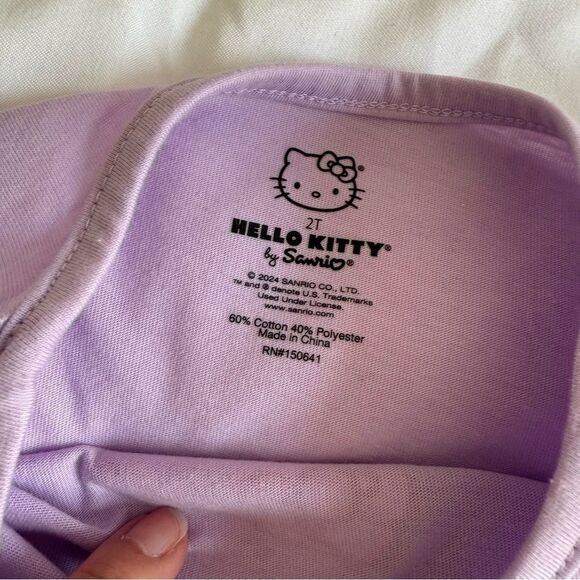 2T
HELLO KITTY®
by Sanrio®
© 2024 SANRIO CO., LTD.
™ and ® denote U.S. Trademarks
Used Under License.
www.sanrio.com
60% Cotton 40% Polyester
Made in China
RN#150641